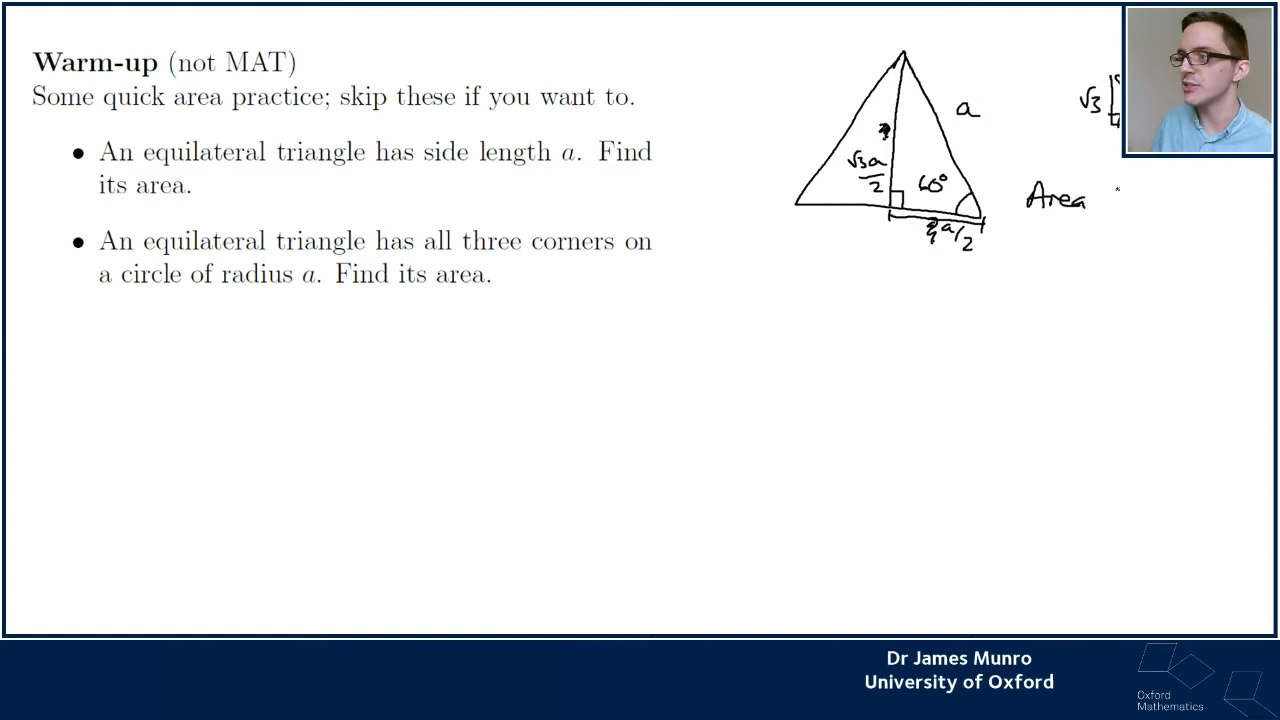 Warm-up (not MAT)
Some quick area practice; skip these if you want to.
• An equilateral triangle has side length a. Find
its area.
• An equilateral triangle has all three corners on
a circle of radius a. Find its area.
a
√3
√3a
2
60°
a/2
Area
Dr James Munro
University of Oxford
Oxford
Mathematics